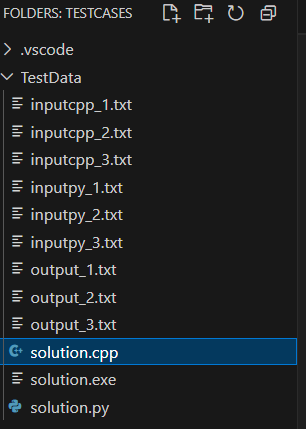 FOLDERS: TESTCASES
.vscode
TestData
inputcpp_1.txt
inputcpp_2.txt
inputcpp_3.txt
inputpy_1.txt
inputpy_2.txt
inputpy_3.txt
output_1.txt
output_2.txt
output_3.txt
solution.cpp
solution.exe
solution.py